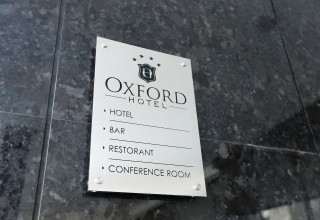 OXFORD
HOTEL
• HOTEL
• BAR
• RESTORANT
• CONFERENCE ROOM